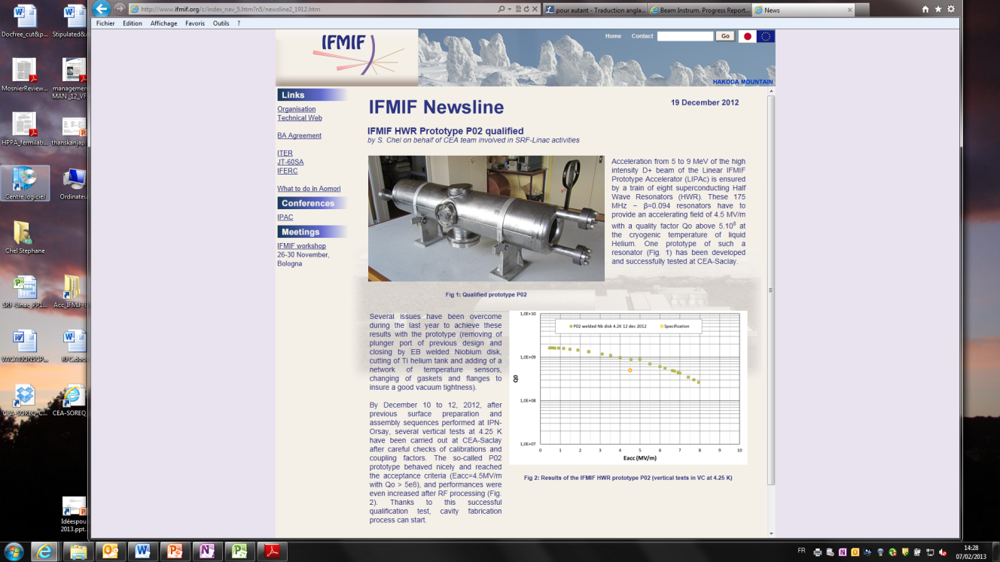 http://www.ifmif.org/c/index_nav_5.htm?n5/newsline2_1912.htm
pour autant - Traduction angla...
Beam Instrum. Progress Report...
News
Fichier Edition Affichage Favoris Outils ?
Docfree_cut&p...
Stipulated&
MosnierReview...
managemen
MAN_12_VF
HPPA_fermilab...
thanskanjap.
Centre logiciel
Ordinateu
Chel Stephane
SRF-Linac_PP1...
Acc_IFMIF-L
VACATIONSGP...
RFC.doc
CEA-SOREQ_C...
CEA-SOREQ_
Idéespou
2013.ppt..
IFMIF
Home Contact Go
HAKODA MOUNTAIN
Links
Organisation
Technical Web
BA Agreement
ITER
JT-60SA
IFERC
What to do in Aomori
Conferences
IPAC
Meetings
IFMIF workshop
26-30 November,
Bologna
IFMIF Newsline
19 December 2012
IFMIF HWR Prototype P02 qualified
by S. Chel on behalf of CEA team involved in SRF-Linac activities
Acceleration from 5 to 9 MeV of the high
intensity D+ beam of the Linear IFMIF
Prototype Accelerator (LIPAc) is ensured
by a train of eight superconducting Half
Wave Resonators (HWR). These 175
MHz – β=0.094 resonators have to
provide an accelerating field of 4.5 MV/m
with a quality factor Qo above 5.10⁸ at
the cryogenic temperature of liquid
Helium. One prototype of such a
resonator (Fig. 1) has been developed
and successfully tested at CEA-Saclay.
Fig 1: Qualified prototype P02
Several issues have been overcome
during the last year to achieve these
results with the prototype (removing of
plunger port of previous design and
closing by EB welded Niobium disk,
cutting of Ti helium tank and adding of a
network of temperature sensors,
changing of gaskets and flanges to
insure a good vacuum tightness).
By December 10 to 12, 2012, after
previous surface preparation and
assembly sequences performed at IPN-
Orsay, several vertical tests at 4.25 K
have been carried out at CEA-Saclay
after careful checks of calibrations and
coupling factors. The so-called P02
prototype behaved nicely and reached
the acceptance criteria (Eacc=4.5MV/m
with Qo > 5e8), and performances were
even increased after RF processing (Fig.
2). Thanks to this successful
qualification test, cavity fabrication
process can start.
1,0E+10
P02 welded Nb disk 4.2K 12 dec 2012
Specification
1,0E+09
Q0
1,0E+08
1,0E+07
0 1 2 3 4 5 6 7 8 9 10
Eacc (MV/m)
Fig 2: Results of the IFMIF HWR prototype P02 (vertical tests in VC at 4.25 K)
FR
14:28
07/02/2013